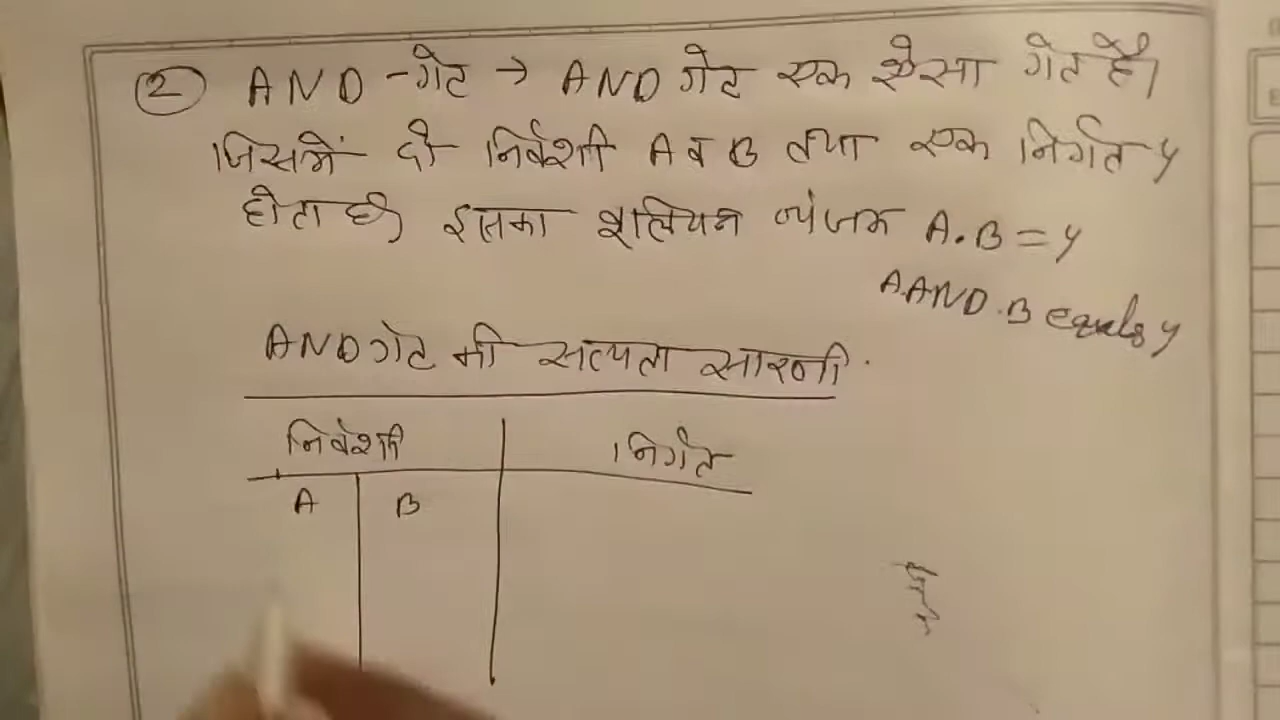 ② AND-गेट → AND गेट एक ऐसा गेट है।
जिसमें दो निवेशी A व B तथा एक निर्गत y
होता है, इसका बूलियन व्यंजक A.B = y
A.AND.B equals y
AND गेट की सत्यता सारणी.
निवेशी निर्गत
A B